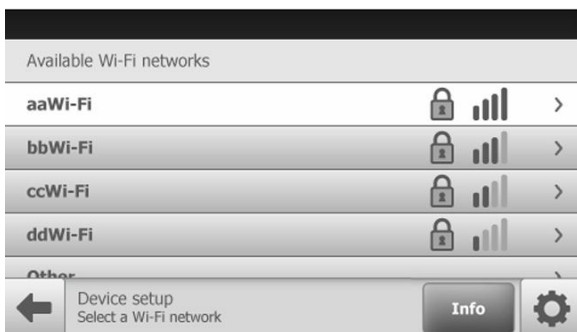 Available Wi-Fi networks
aaWi-Fi
bbWi-Fi
ccWi-Fi
ddWi-Fi
Other
Device setup
Select a Wi-Fi network
Info